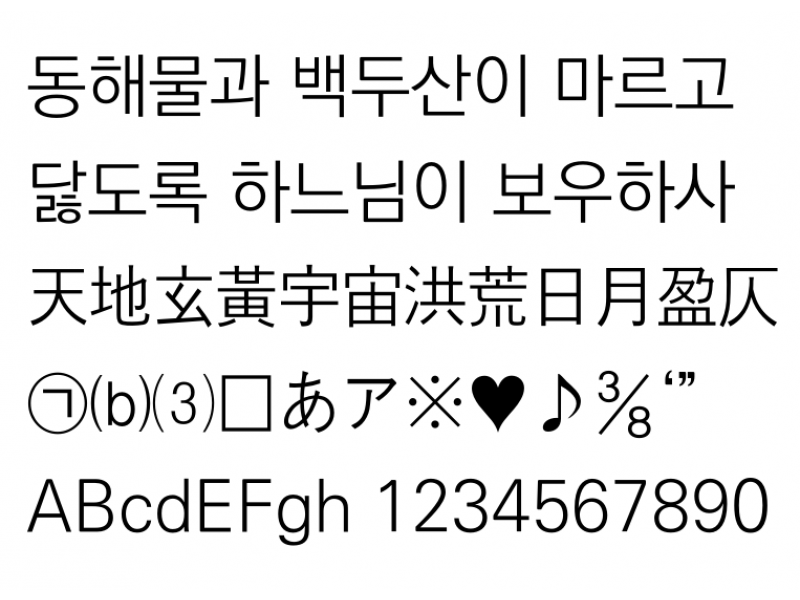 동해물과 백두산이 마르고
닳도록 하느님이 보우하사
天地玄黃宇宙洪荒日月盈仄
㉠⒝⑶□あア※♥♪⅜‘”
ABcdEFgh 1234567890